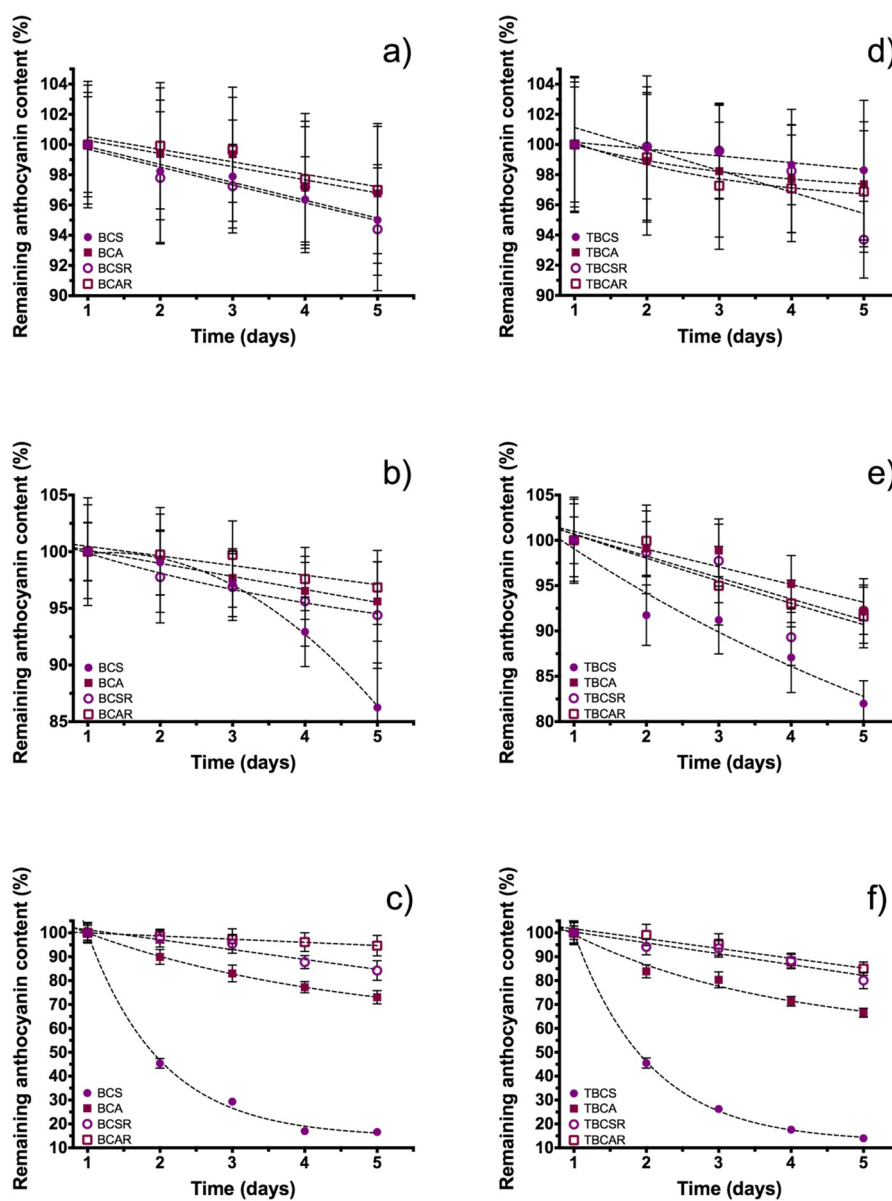 a)
Remaining anthocyanin content (%)
104
102
100
98
96
94
92
90
BCS
BCA
BCSR
BCAR
1 2 3 4 5
Time (days)
d)
Remaining anthocyanin content (%)
104
102
100
98
96
94
92
90
TBCS
TBCA
TBCSR
TBCAR
1 2 3 4 5
Time (days)
b)
Remaining anthocyanin content (%)
105
100
95
90
85
BCS
BCA
BCSR
BCAR
1 2 3 4 5
Time (days)
e)
Remaining anthocyanin content (%)
105
100
95
90
85
80
TBCS
TBCA
TBCSR
TBCAR
1 2 3 4 5
Time (days)
c)
Remaining anthocyanin content (%)
100
90
80
70
60
50
40
30
20
10
BCS
BCA
BCSR
BCAR
1 2 3 4 5
Time (days)
f)
Remaining anthocyanin content (%)
100
90
80
70
60
50
40
30
20
10
TBCS
TBCA
TBCSR
TBCAR
1 2 3 4 5
Time (days)